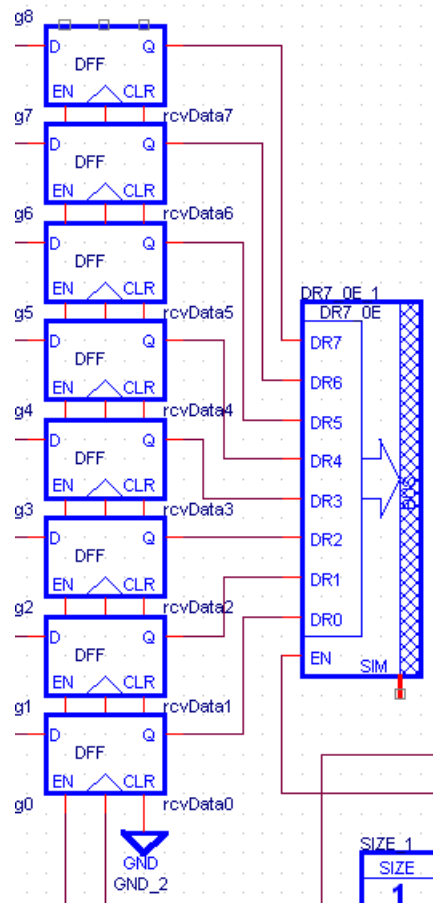 g8
D Q
DFF
EN CLR
g7 rcvData7
D Q
DFF
EN CLR
g6 rcvData6
D Q
DFF
EN CLR
g5 rcvData5
D Q
DFF
EN CLR
g4 rcvData4
D Q
DFF
EN CLR
g3 rcvData3
D Q
DFF
EN CLR
g2 rcvData2
D Q
DFF
EN CLR
g1 rcvData1
D Q
DFF
EN CLR
g0 rcvData0
GND
GND_2
DR7_0E_1
DR7_0E
DR7
DR6
DR5
DR4
DR3
DR2
DR1
DR0
EN
SIM
BUS
SIZE_1
SIZE
1